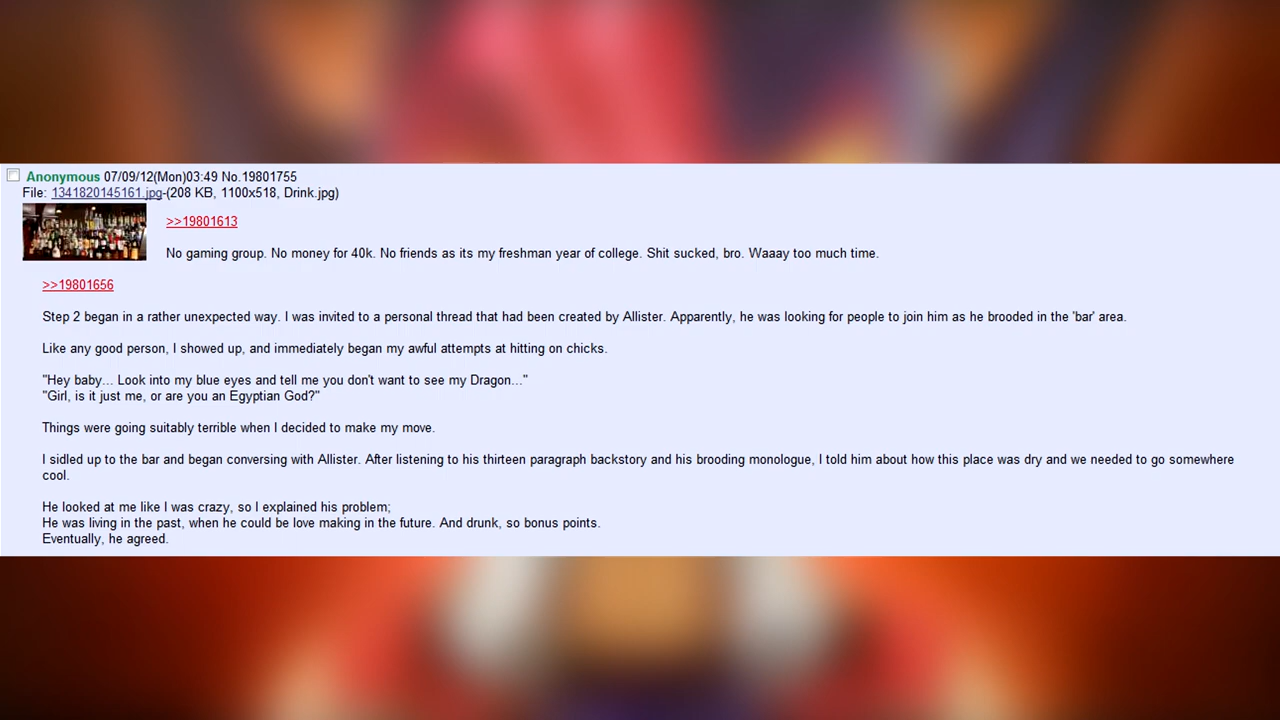 Anonymous 07/09/12(Mon)03:49 No.19801755
File: 1341820145161.jpg-(208 KB, 1100x518, Drink.jpg)
>>19801613
No gaming group. No money for 40k. No friends as its my freshman year of college. Shit sucked, bro. Waaay too much time.
>>19801656
Step 2 began in a rather unexpected way. I was invited to a personal thread that had been created by Allister. Apparently, he was looking for people to join him as he brooded in the 'bar' area.
Like any good person, I showed up, and immediately began my awful attempts at hitting on chicks.
"Hey baby... Look into my blue eyes and tell me you don't want to see my Dragon..."
"Girl, is it just me, or are you an Egyptian God?"
Things were going suitably terrible when I decided to make my move.
I sidled up to the bar and began conversing with Allister. After listening to his thirteen paragraph backstory and his brooding monologue, I told him about how this place was dry and we needed to go somewhere
cool.
He looked at me like I was crazy, so I explained his problem;
He was living in the past, when he could be love making in the future. And drunk, so bonus points.
Eventually, he agreed.